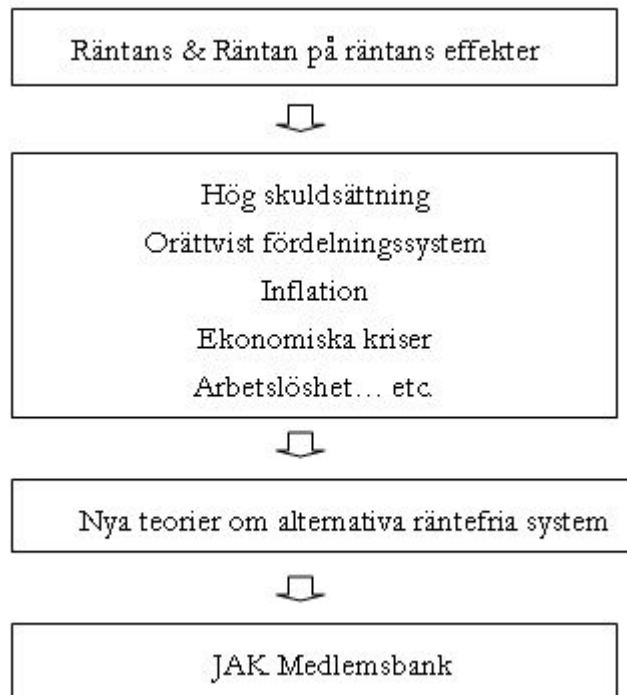 Räntans & Räntan på räntans effekter
Hög skuldsättning
Orättvist fördelningssystem
Inflation
Ekonomiska kriser
Arbetslöshet… etc.
Nya teorier om alternativa räntefria system
JAK Medlemsbank